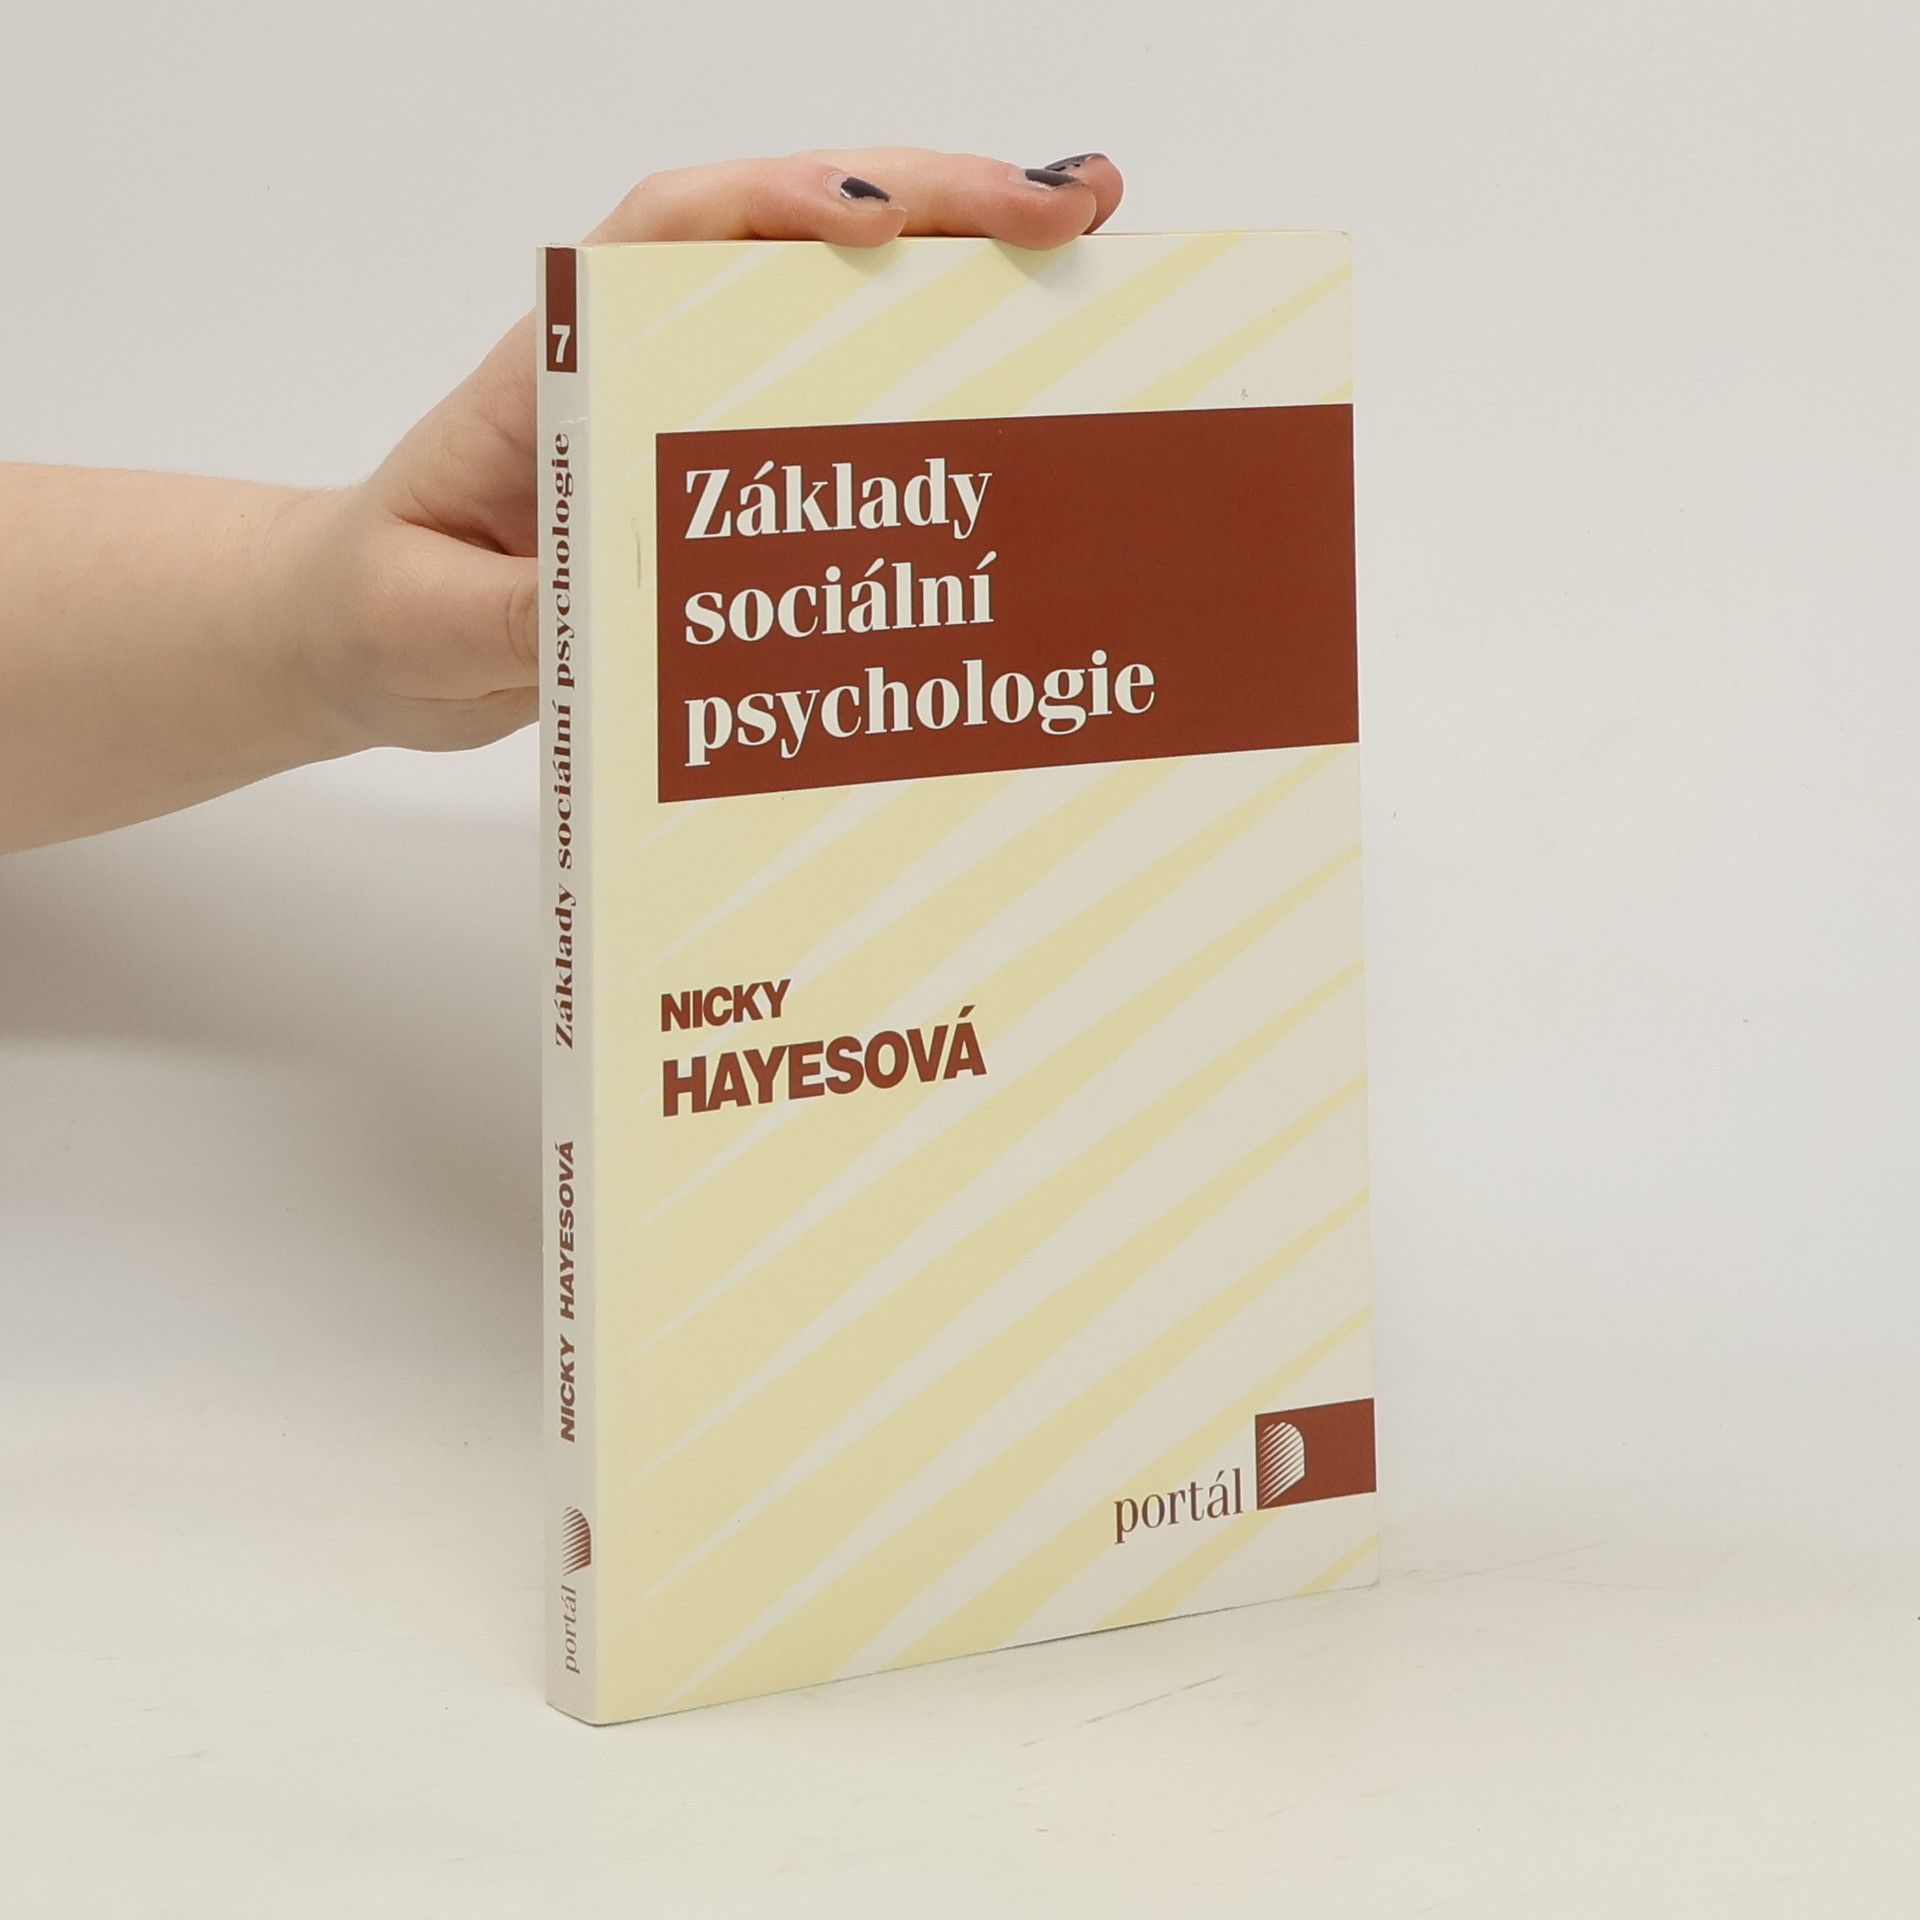 7
Základy sociální psychologie
NICKY HAYESOVÁ
portál
Základy
sociální
psychologie
NICKY
HAYESOVÁ
portál